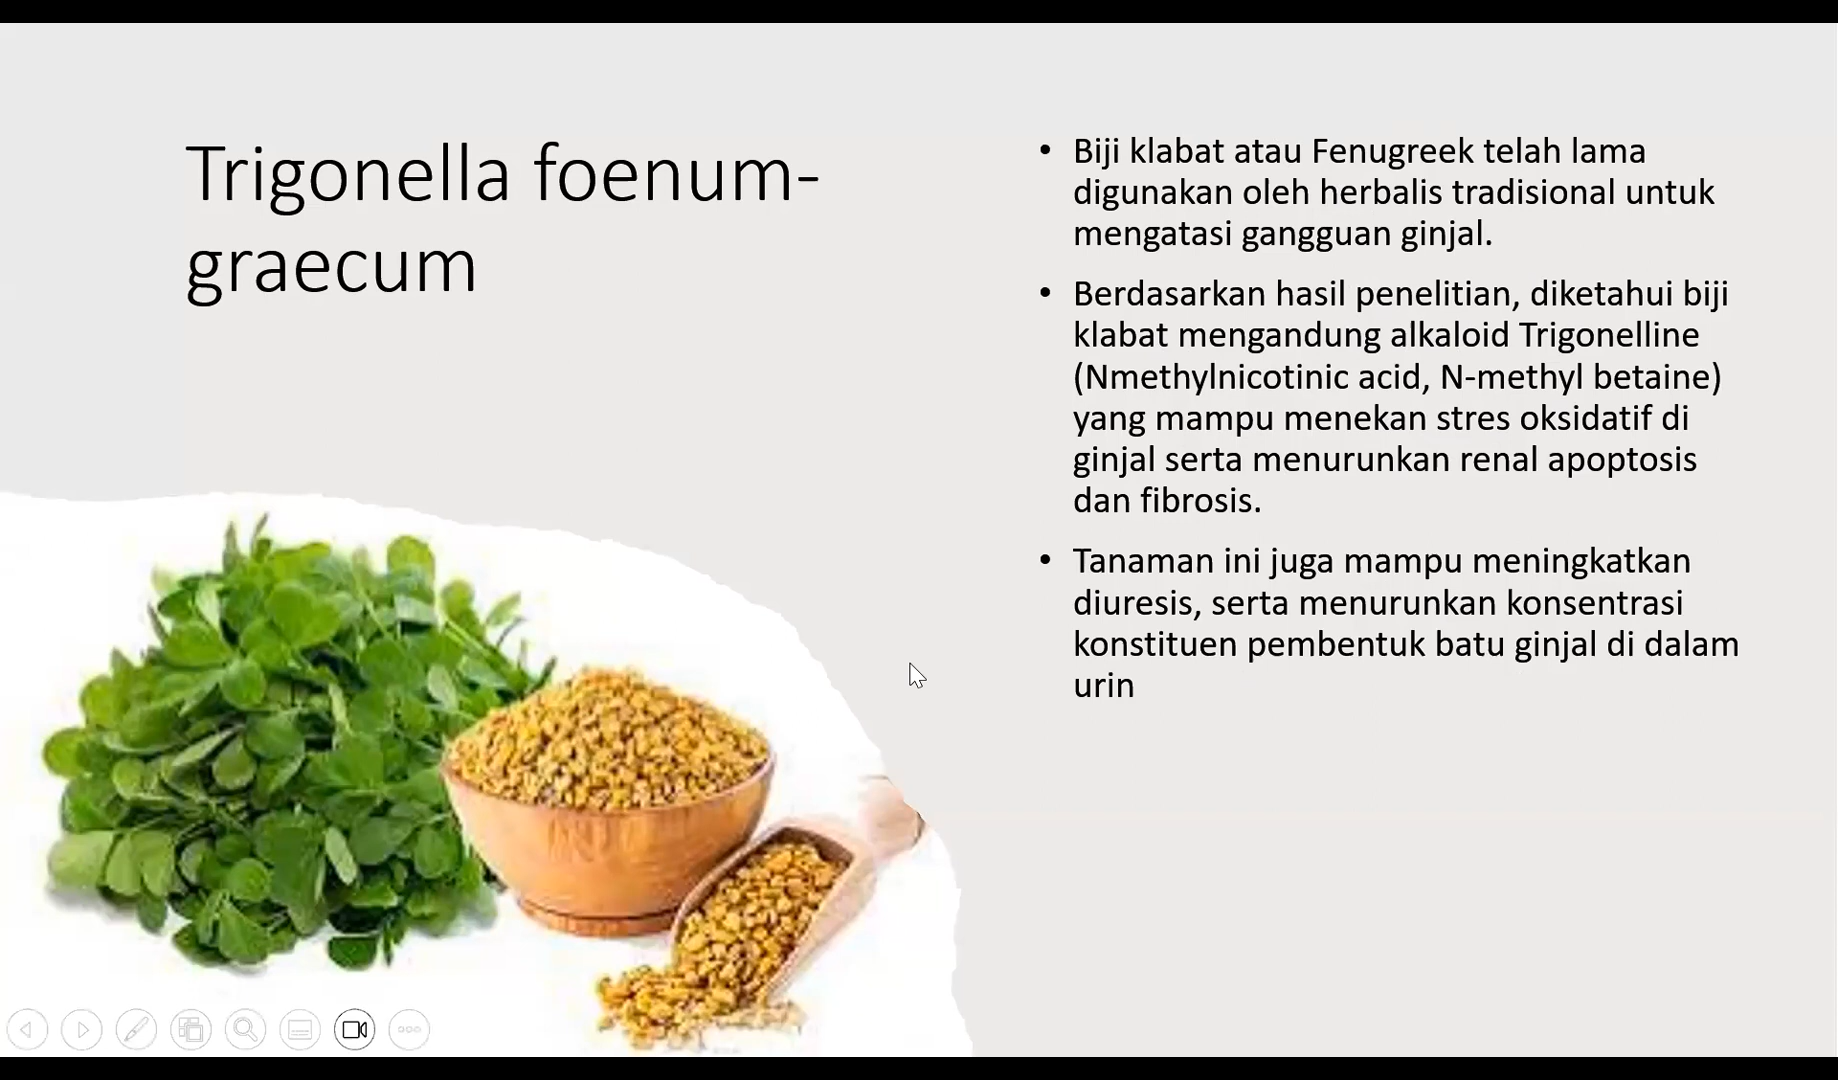 Trigonella foenum-
graecum
• Biji klabat atau Fenugreek telah lama
digunakan oleh herbalis tradisional untuk
mengatasi gangguan ginjal.
• Berdasarkan hasil penelitian, diketahui biji
klabat mengandung alkaloid Trigonelline
(Nmethylnicotinic acid, N-methyl betaine)
yang mampu menekan stres oksidatif di
ginjal serta menurunkan renal apoptosis
dan fibrosis.
• Tanaman ini juga mampu meningkatkan
diuresis, serta menurunkan konsentrasi
konstituen pembentuk batu ginjal di dalam
urin